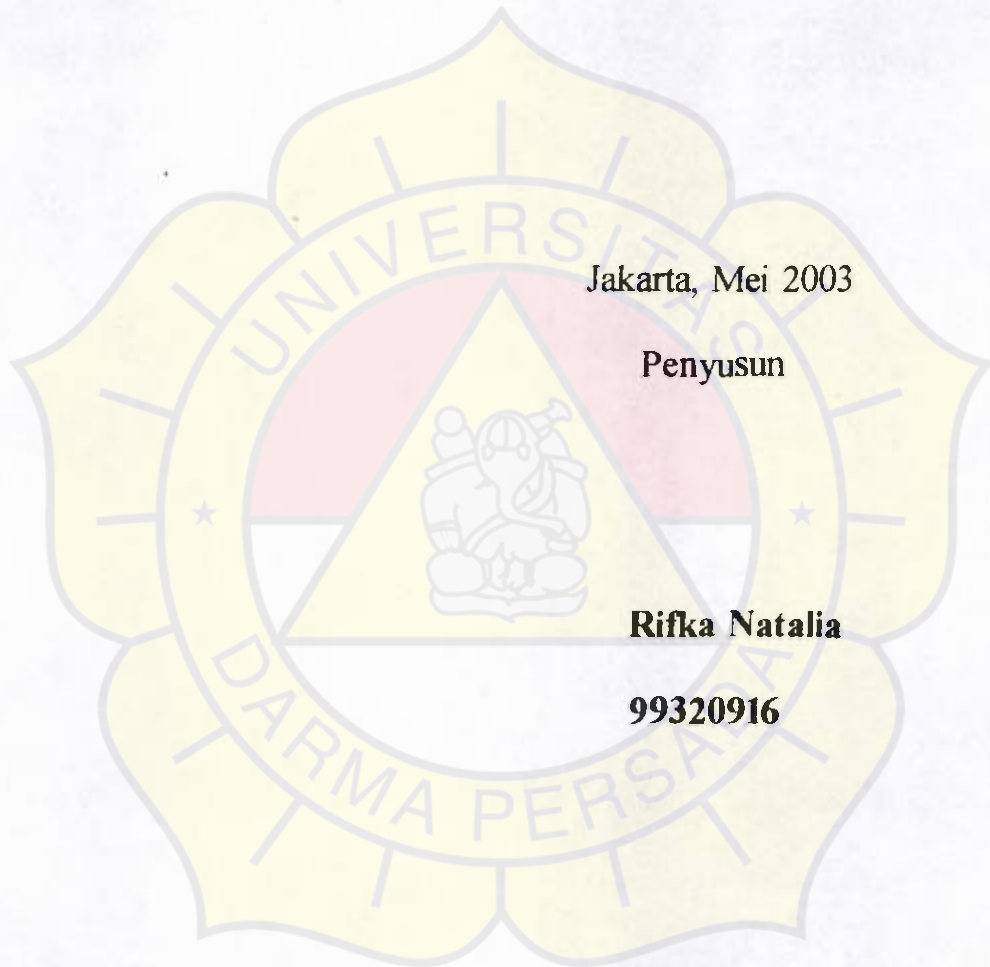 UNIVERSITAS
Jakarta, Mei 2003
Penyusun
Rifka Natalia
99320916
DARMA PERSADA